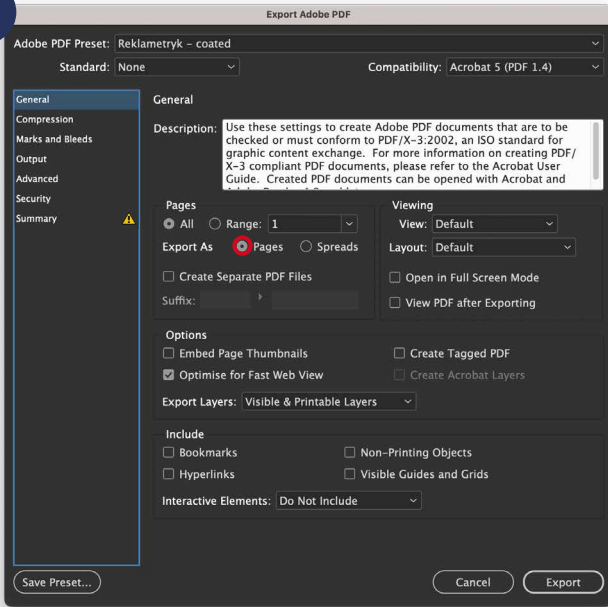 Export Adobe PDF
Adobe PDF Preset: Reklametryk – coated
Standard: None
Compatibility: Acrobat 5 (PDF 1.4)
General
Compression
Marks and Bleeds
Output
Advanced
Security
Summary
General
Description: Use these settings to create Adobe PDF documents that are to be
checked or must conform to PDF/X-3:2002, an ISO standard for
graphic content exchange.  For more information on creating PDF/
X-3 compliant PDF documents, please refer to the Acrobat User
Guide.  Created PDF documents can be opened with Acrobat and
Pages
All Range: 1
Export As Pages Spreads
Create Separate PDF Files
Suffix:
Viewing
View: Default
Layout: Default
Open in Full Screen Mode
View PDF after Exporting
Options
Embed Page Thumbnails
Create Tagged PDF
Optimise for Fast Web View
Create Acrobat Layers
Export Layers: Visible & Printable Layers
Include
Bookmarks
Non-Printing Objects
Hyperlinks
Visible Guides and Grids
Interactive Elements: Do Not Include
Save Preset...
Cancel
Export